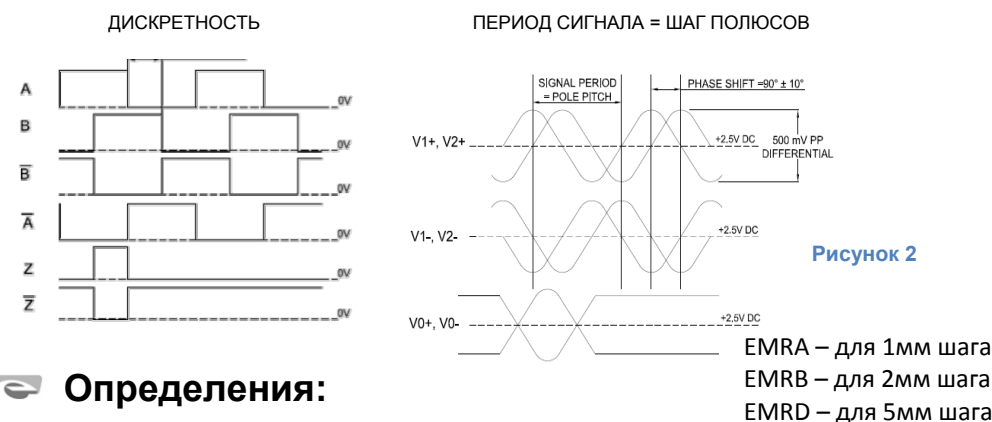 ДИСКРЕТНОСТЬ
ПЕРИОД СИГНАЛА = ШАГ ПОЛЮСОВ
A
0V
B
0V
B̅
0V
A̅
0V
Z
0V
Z̅
0V
SIGNAL PERIOD
= POLE PITCH
PHASE SHIFT =90° ± 10°
V1+, V2+
+2.5V DC
500 mV PP
DIFFERENTIAL
V1-, V2-
+2.5V DC
Рисунок 2
V0+, V0-
+2,5V DC
EMRA – для 1мм шага
EMRB – для 2мм шага
EMRD – для 5мм шага
Определения: